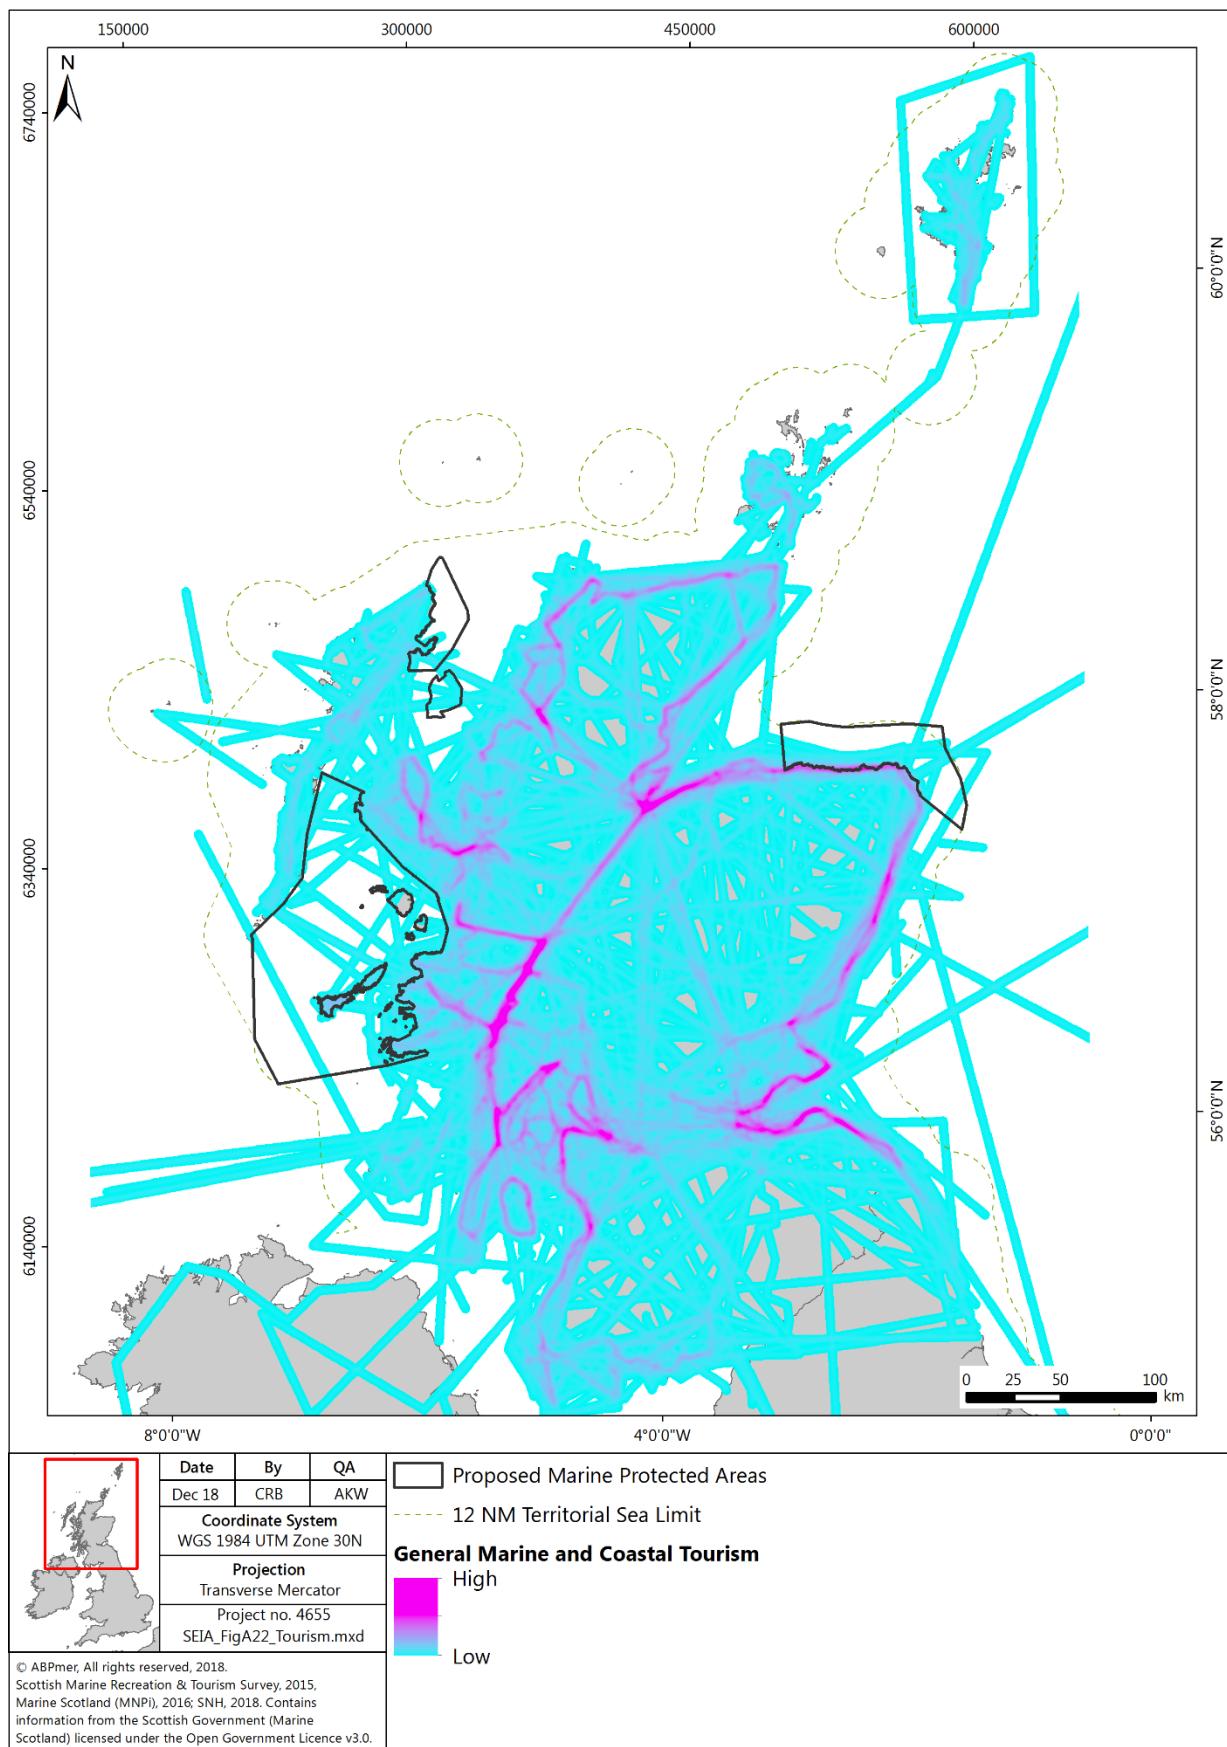 150000 300000 450000 600000
N
6740000
6540000
6340000
6140000
60°0'0"N
58°0'0"N
56°0'0"N
0 25 50 100
km
8°0'0"W 4°0'0"W 0°0'0"
Date By QA
Dec 18 CRB AKW
Coordinate System
WGS 1984 UTM Zone 30N
Projection
Transverse Mercator
Project no. 4655
SEIA_FigA22_Tourism.mxd
© ABPmer, All rights reserved, 2018.
Scottish Marine Recreation & Tourism Survey, 2015,
Marine Scotland (MNPi), 2016; SNH, 2018. Contains
information from the Scottish Government (Marine
Scotland) licensed under the Open Government Licence v3.0.
Proposed Marine Protected Areas
12 NM Territorial Sea Limit
General Marine and Coastal Tourism
High
Low